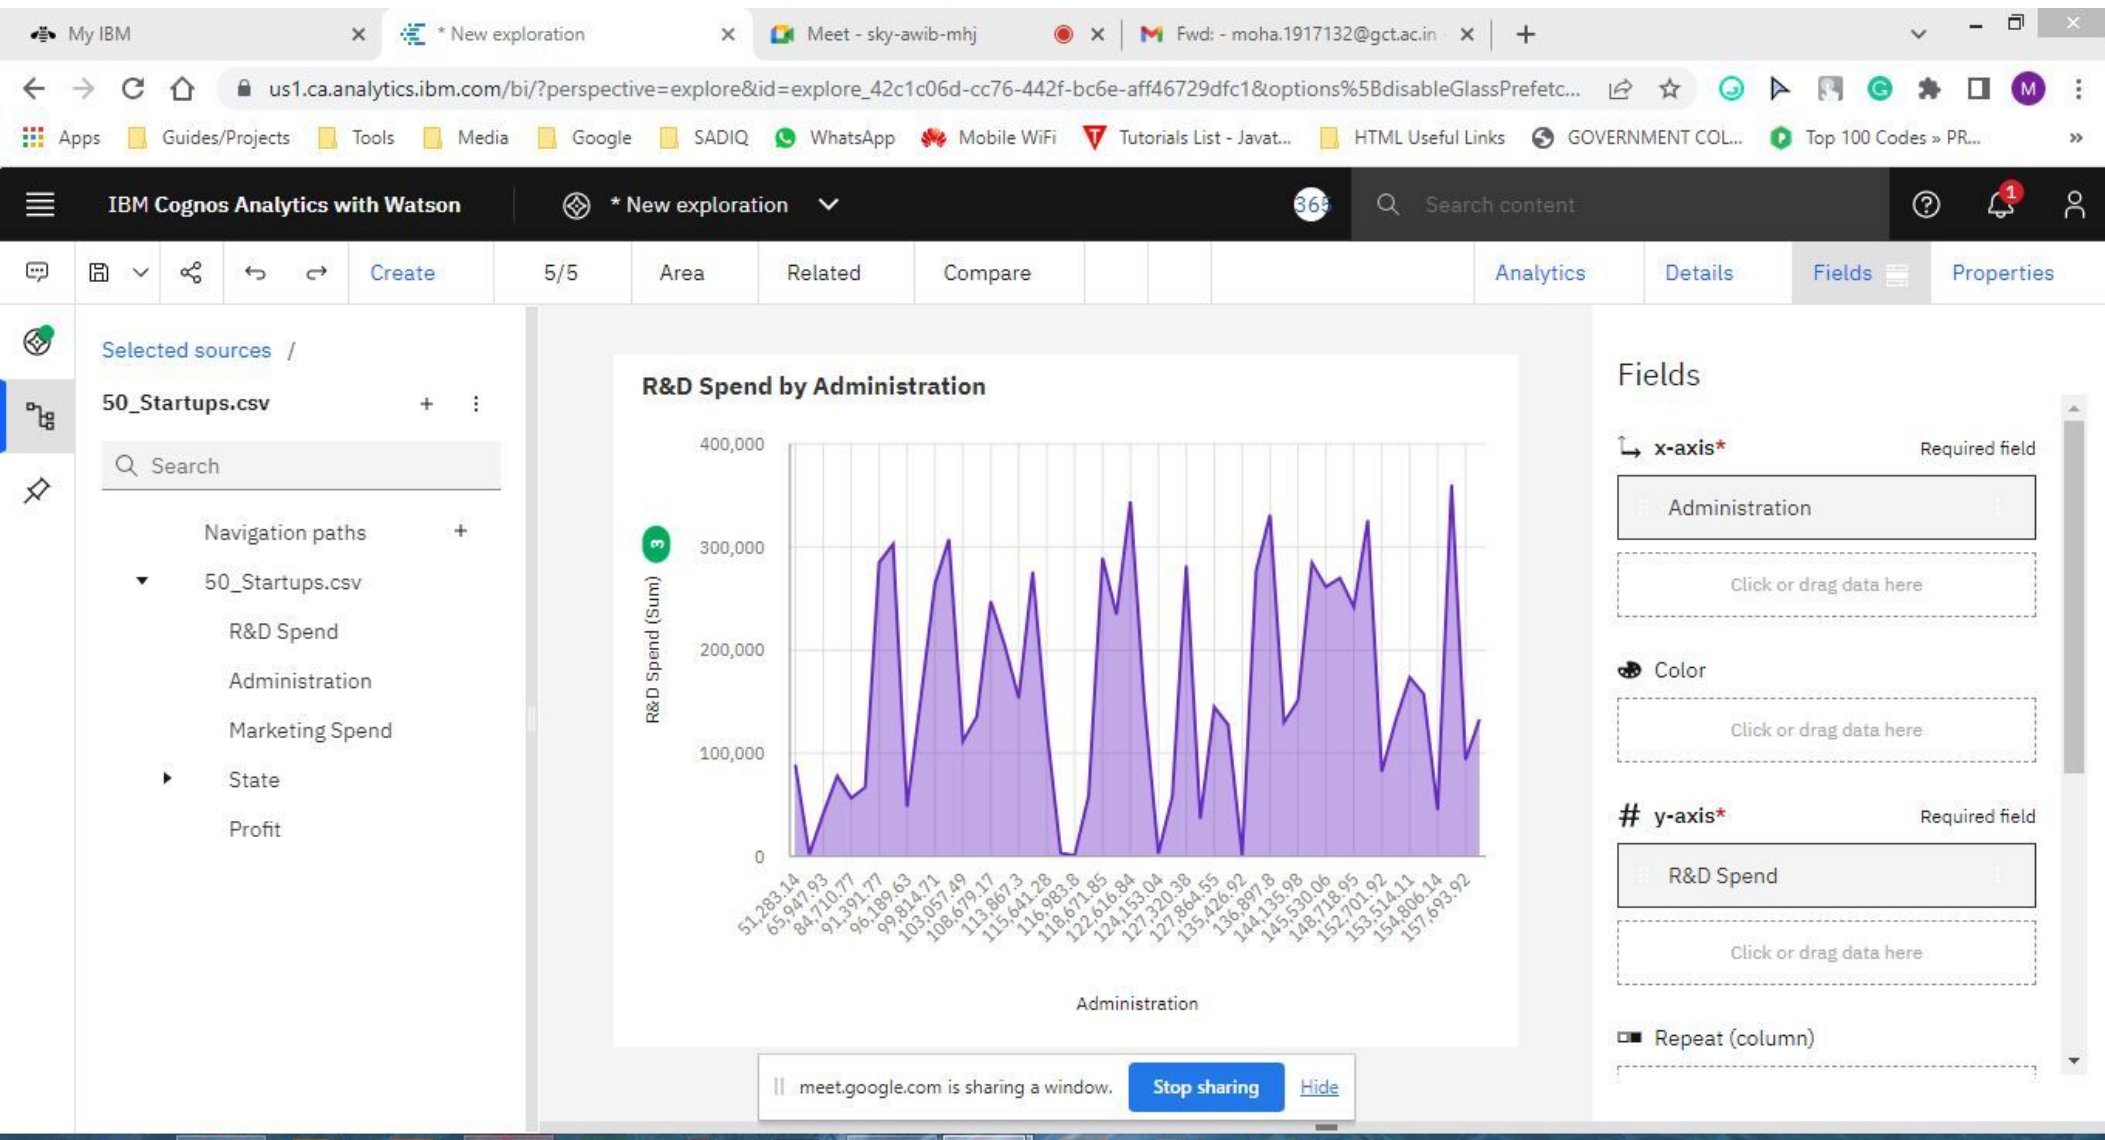 My IBM
* New exploration
Meet - sky-awib-mhj
Fwd: - moha.1917132@gct.ac.in
us1.ca.analytics.ibm.com/bi/?perspective=explore&id=explore_42c1c06d-cc76-442f-bc6e-aff46729dfc1&options%5BdisableGlassPrefetc...
M
Apps
Guides/Projects
Tools
Media
Google
SADIQ
WhatsApp
Mobile WiFi
Tutorials List - Javat...
HTML Useful Links
GOVERNMENT COL...
Top 100 Codes » PR...
»
IBM Cognos Analytics with Watson
* New exploration
365
Search content
1
Create
5/5
Area
Related
Compare
Analytics
Details
Fields
Properties
Selected sources /
50_Startups.csv
Search
Navigation paths
50_Startups.csv
R&D Spend
Administration
Marketing Spend
State
Profit
R&D Spend by Administration
400,000
300,000
200,000
100,000
0
3
R&D Spend (Sum)
51,283.14
65,947.93
84,710.77
91,391.77
96,189.63
99,814.71
103,057.49
108,679.17
113,867.3
115,641.28
116,983.8
118,671.85
122,616.84
124,153.04
127,320.38
127,864.55
135,426.92
136,897.8
144,135.98
145,530.06
148,718.95
152,701.92
153,514.11
154,806.14
157,693.92
Administration
Fields
x-axis*
Required field
Administration
Click or drag data here
Color
Click or drag data here
# y-axis*
Required field
R&D Spend
Click or drag data here
Repeat (column)
meet.google.com is sharing a window.
Stop sharing
Hide